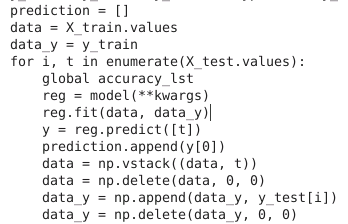 prediction = []
data = X_train.values
data_y = y_train
for i, t in enumerate(X_test.values):
    global accuracy_lst
    reg = model(**kwargs)
    reg.fit(data, data_y)
    y = reg.predict([t])
    prediction.append(y[0])
    data = np.vstack((data, t))
    data = np.delete(data, 0, 0)
    data_y = np.append(data_y, y_test[i])
    data_y = np.delete(data_y, 0, 0)